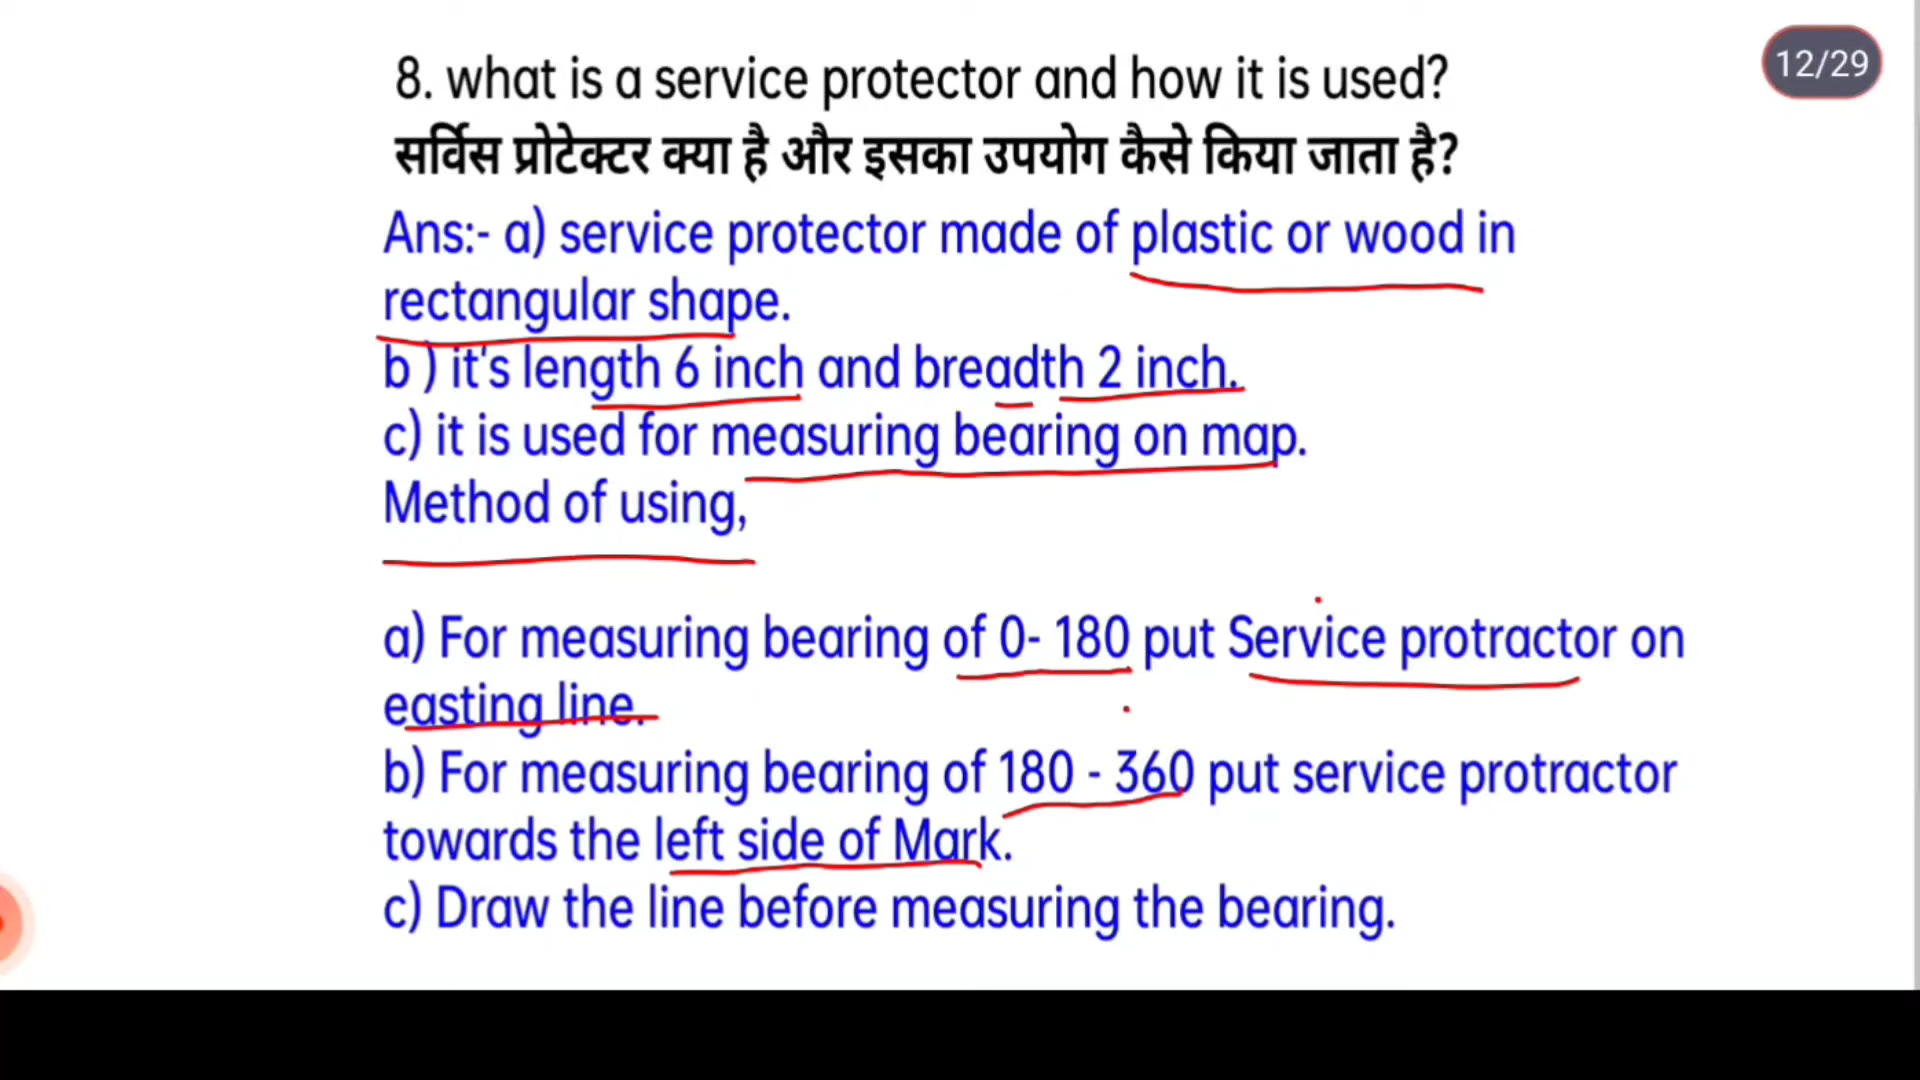 12/29
8. what is a service protector and how it is used?
सर्विस प्रोटेक्टर क्या है और इसका उपयोग कैसे किया जाता है?
Ans:- a) service protector made of plastic or wood in
rectangular shape.
b ) it's length 6 inch and breadth 2 inch.
c) it is used for measuring bearing on map.
Method of using,
a) For measuring bearing of 0- 180 put Service protractor on
easting line.
b) For measuring bearing of 180 - 360 put service protractor
towards the left side of Mark.
c) Draw the line before measuring the bearing.